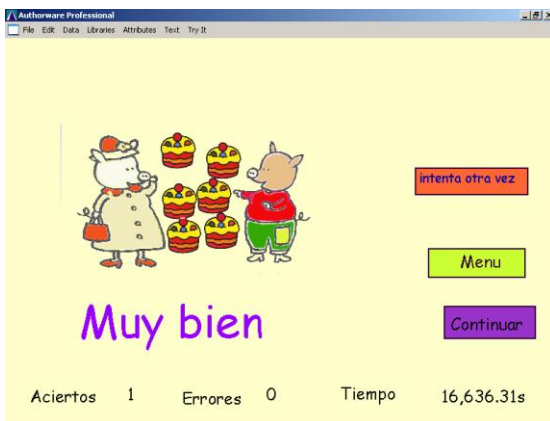 Authorware Professional
File Edit Data Libraries Attributes Text Try It
intenta otra vez
Menu
Muy bien
Continuar
Aciertos 1 Errores 0 Tiempo 16,636.31s